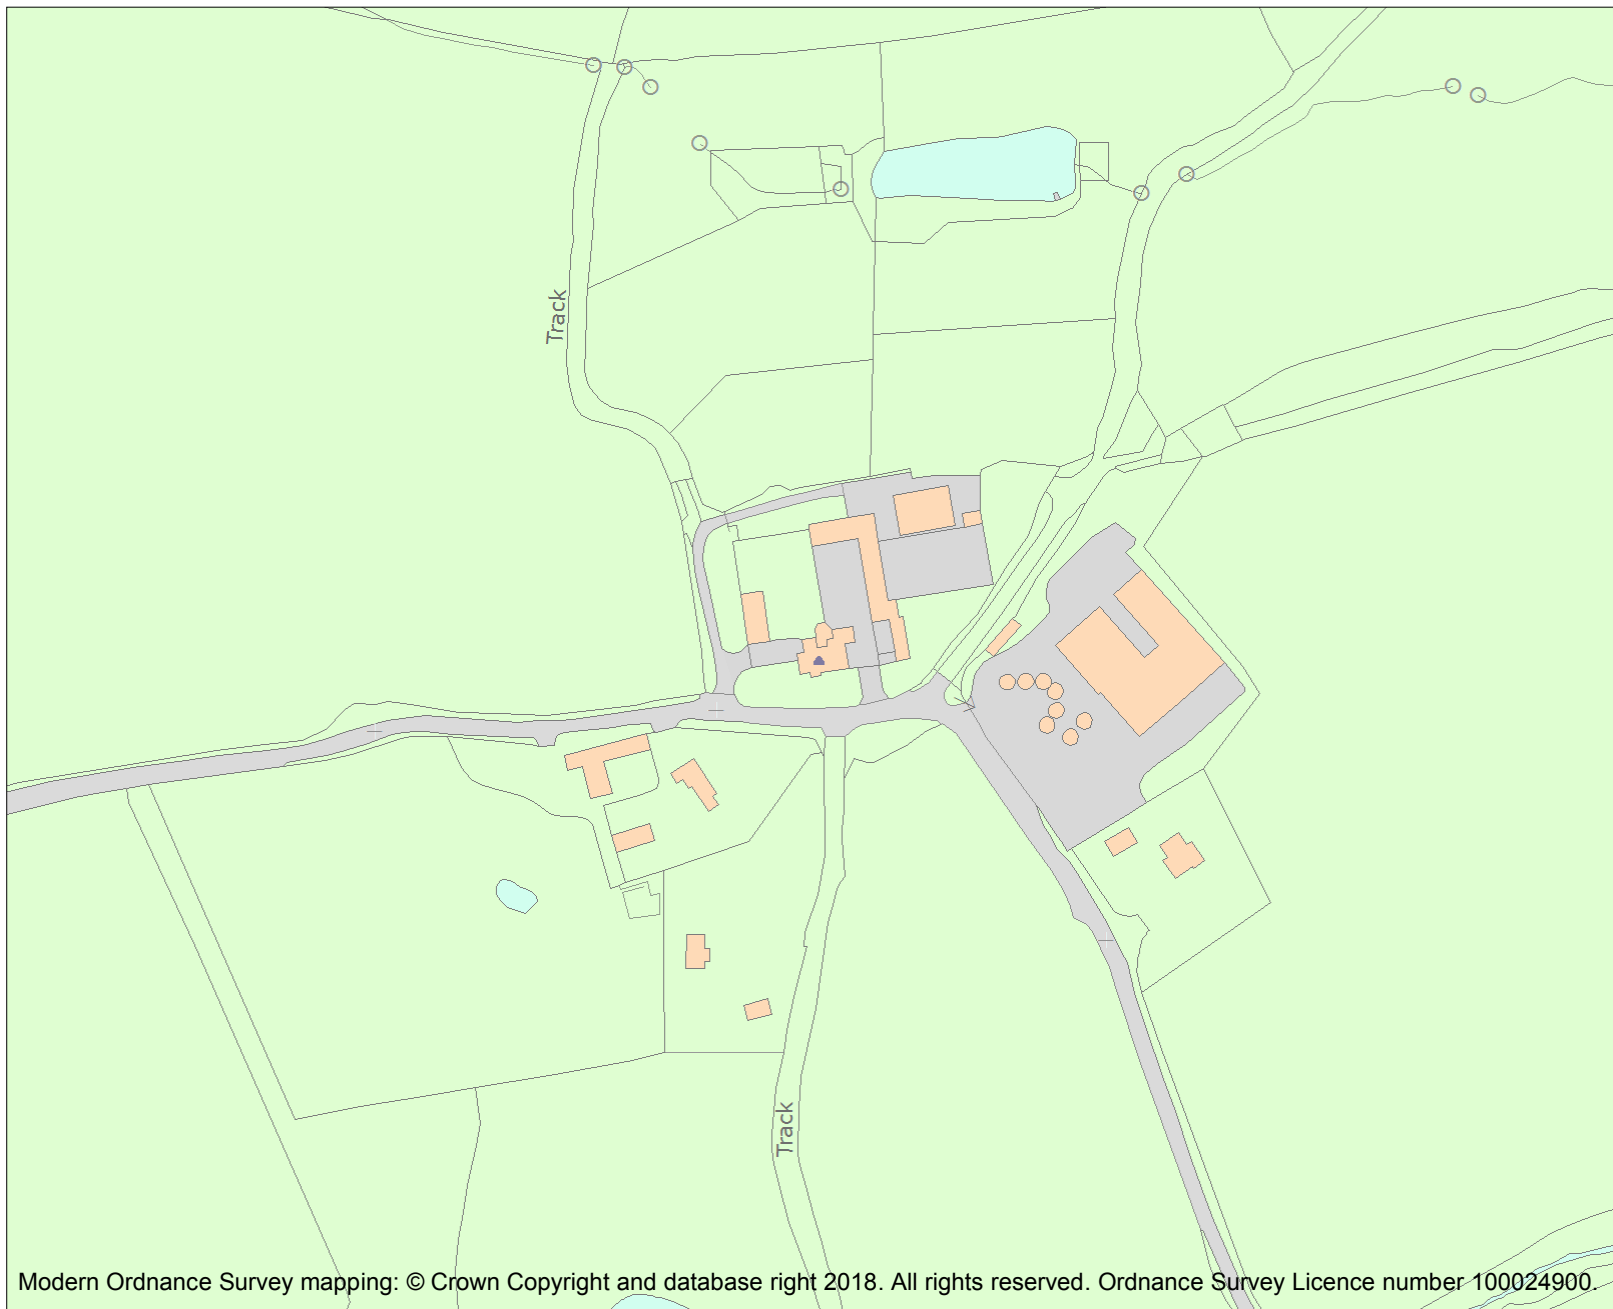 Track
Track
Modern Ordnance Survey mapping: © Crown Copyright and database right 2018. All rights reserved. Ordnance Survey Licence number 100024900.